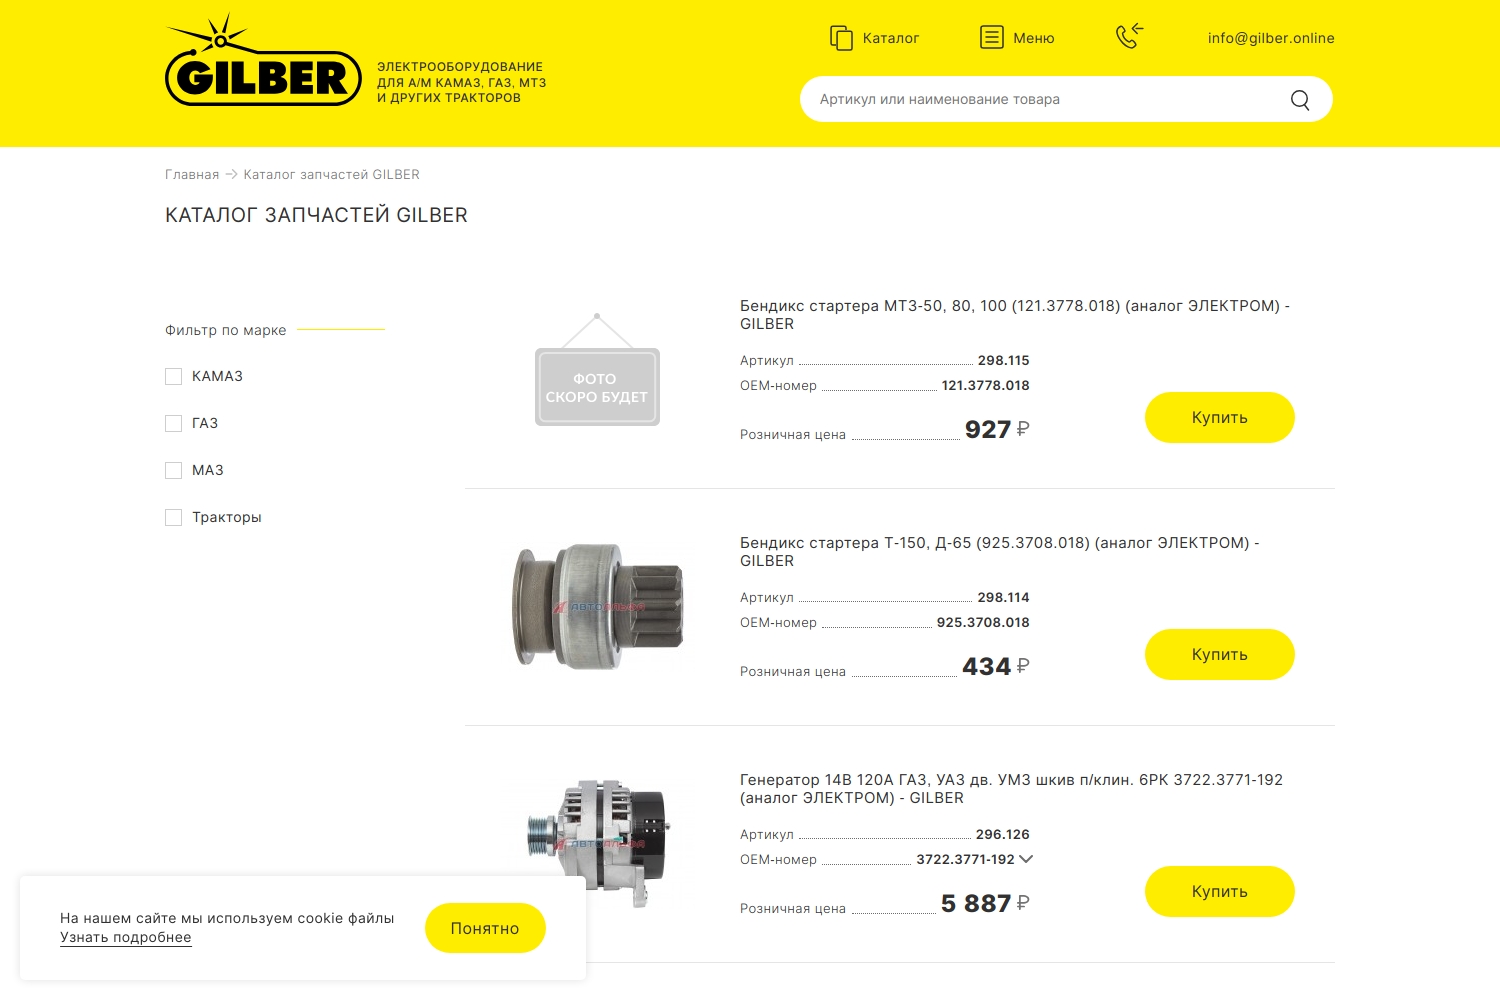 GILBER
ЭЛЕКТРООБОРУДОВАНИЕ
ДЛЯ А/М КАМАЗ, ГАЗ, МТЗ
И ДРУГИХ ТРАКТОРОВ
Каталог
Меню
info@gilber.online
Артикул или наименование товара
Главная
Каталог запчастей GILBER
КАТАЛОГ ЗАПЧАСТЕЙ GILBER
Фильтр по марке
КАМАЗ
ГАЗ
МАЗ
Тракторы
ФОТО
СКОРО БУДЕТ
Бендикс стартера МТЗ-50, 80, 100 (121.3778.018) (аналог ЭЛЕКТРОМ) -
GILBER
Артикул 298.115
OEM-номер 121.3778.018
Розничная цена 927 ₽
Купить
АВТОАЛЬФА
Бендикс стартера Т-150, Д-65 (925.3708.018) (аналог ЭЛЕКТРОМ) -
GILBER
Артикул 298.114
OEM-номер 925.3708.018
Розничная цена 434 ₽
Купить
АВТОАЛЬФА
Генератор 14В 120А ГАЗ, УАЗ дв. УМЗ шкив п/клин. 6РК 3722.3771-192
(аналог ЭЛЕКТРОМ) - GILBER
Артикул 296.126
OEM-номер 3722.3771-192
Розничная цена 5 887 ₽
Купить
На нашем сайте мы используем cookie файлы
Узнать подробнее
Понятно